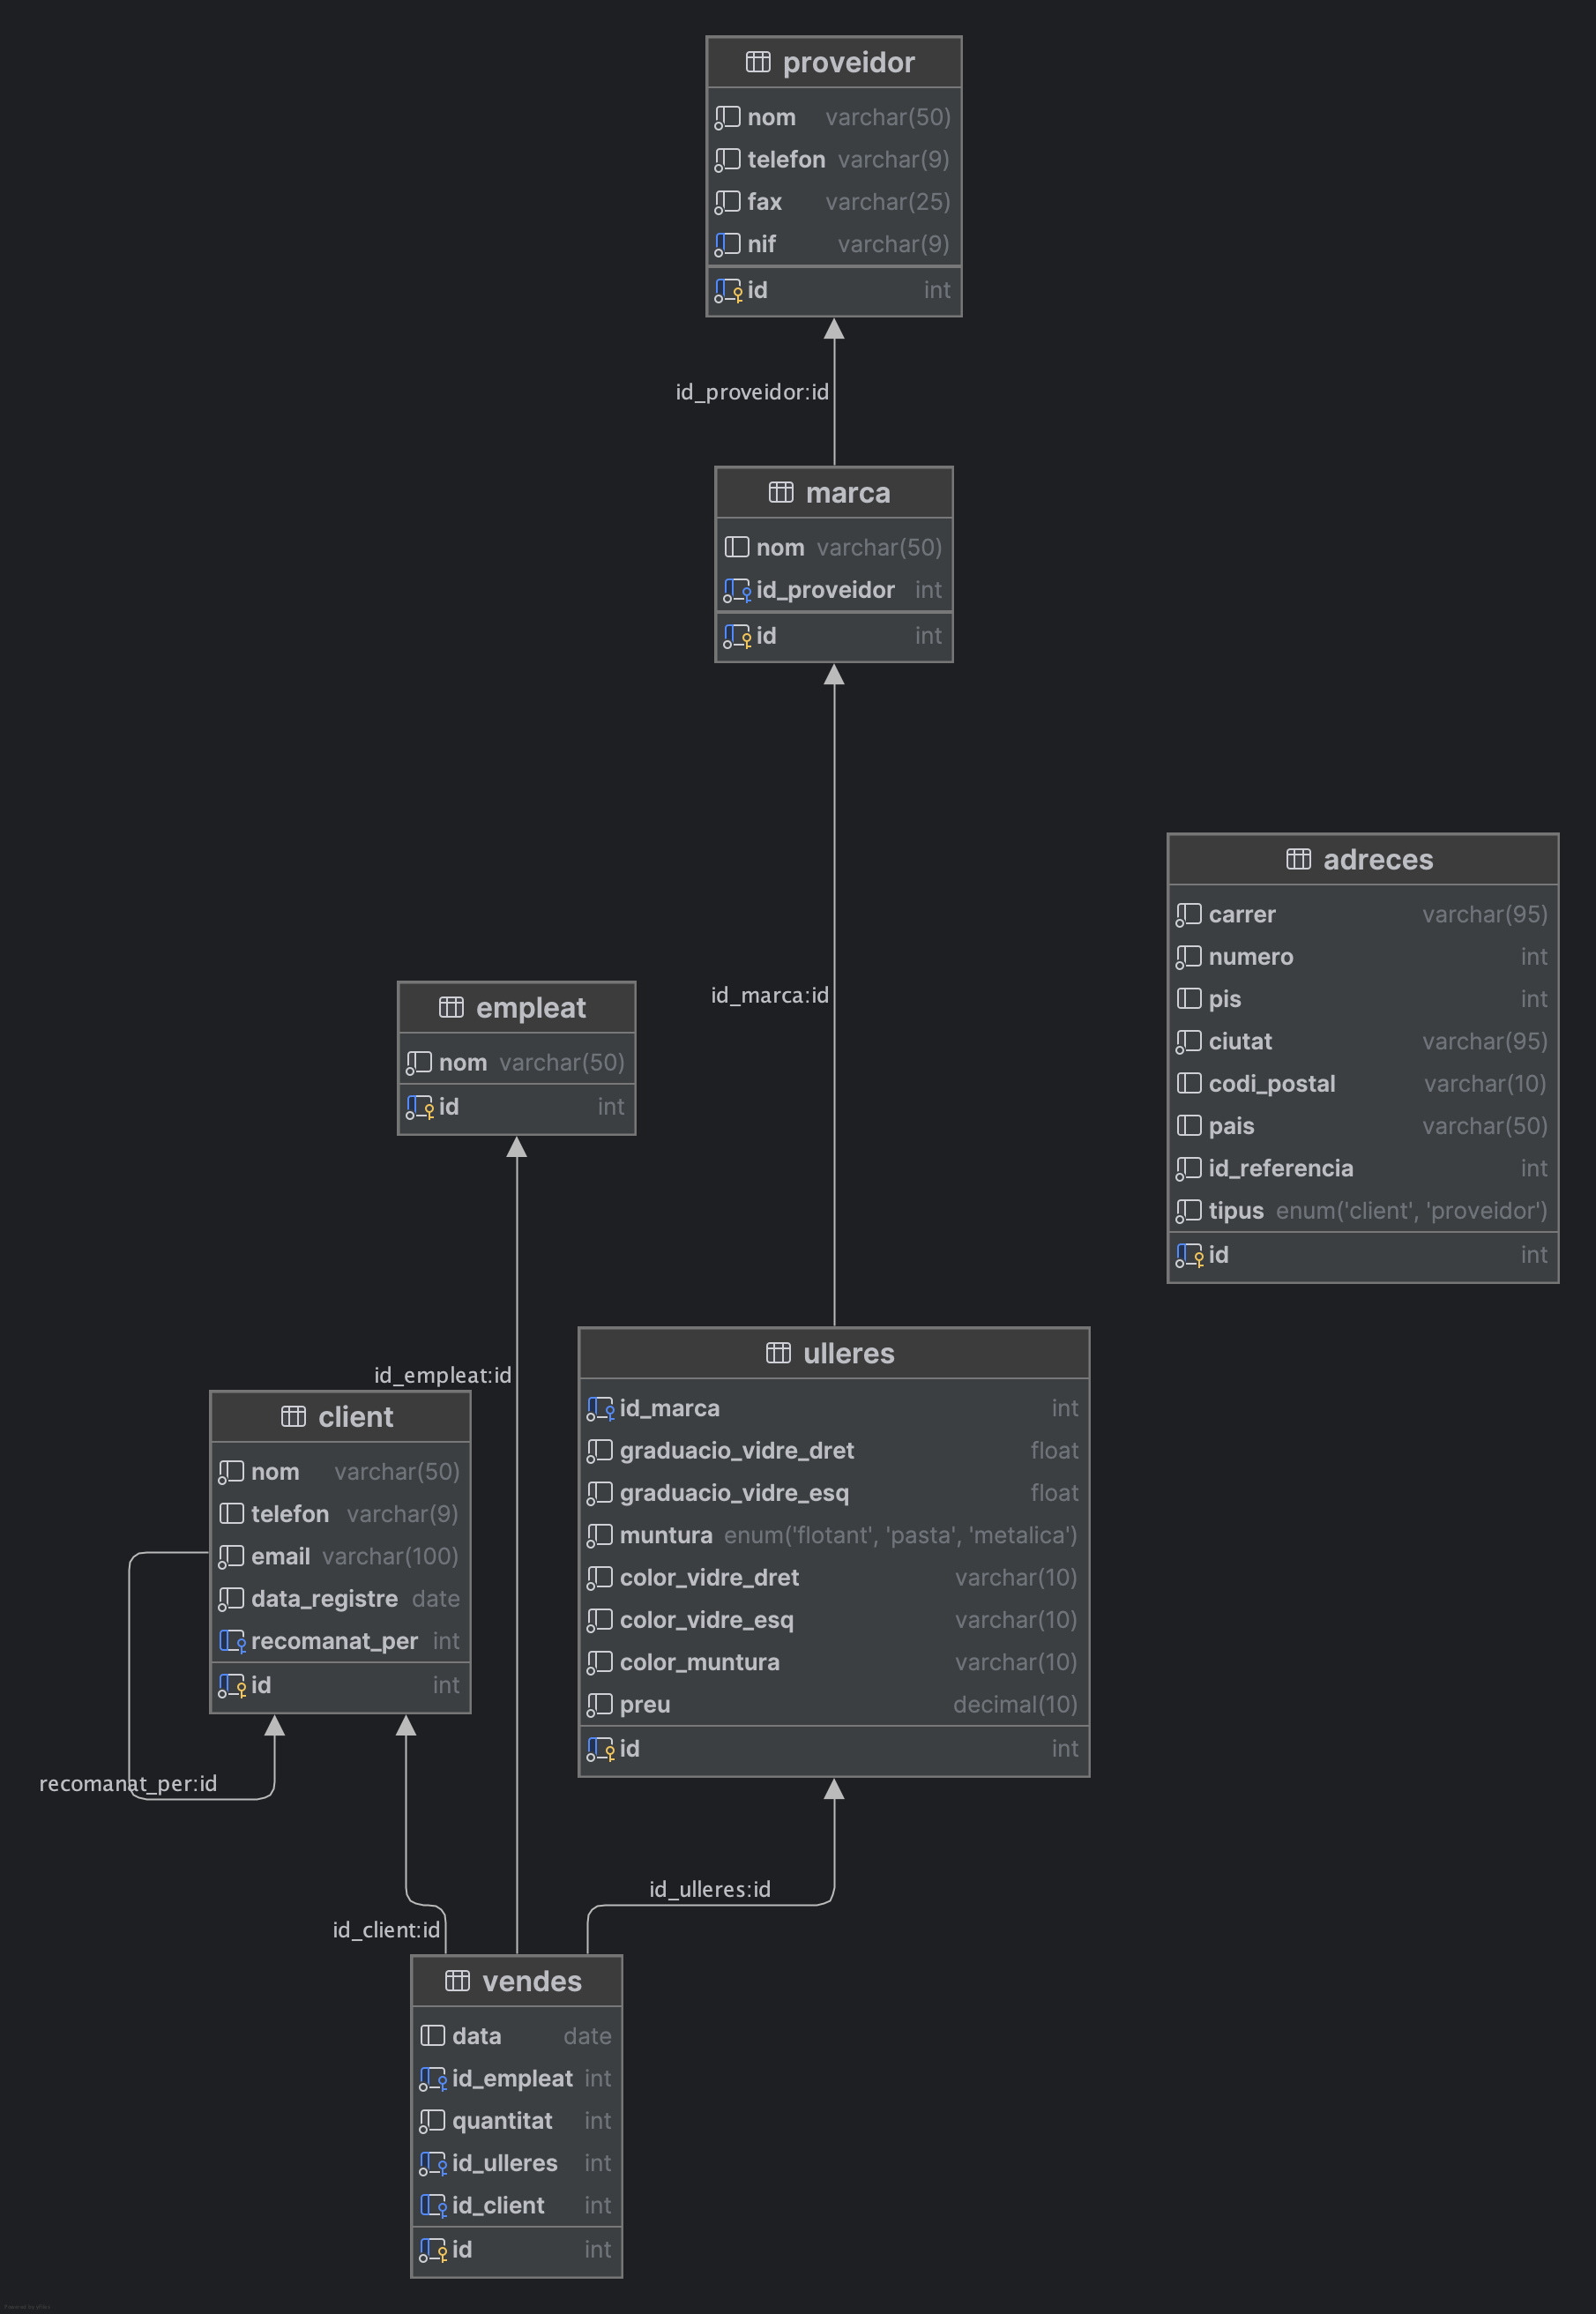 proveidor
nom varchar(50)
telefon varchar(9)
fax varchar(25)
nif varchar(9)
id int
id_proveidor:id
marca
nom varchar(50)
id_proveidor int
id int
id_marca:id
adreces
carrer varchar(95)
numero int
pis int
ciutat varchar(95)
codi_postal varchar(10)
pais varchar(50)
id_referencia int
tipus enum('client', 'proveidor')
id int
empleat
nom varchar(50)
id int
id_empleat:id
client
nom varchar(50)
telefon varchar(9)
email varchar(100)
data_registre date
recomanat_per int
id int
recomanat_per:id
ulleres
id_marca int
graduacio_vidre_dret float
graduacio_vidre_esq float
muntura enum('flotant', 'pasta', 'metalica')
color_vidre_dret varchar(10)
color_vidre_esq varchar(10)
color_muntura varchar(10)
preu decimal(10)
id int
id_ulleres:id
id_client:id
vendes
data date
id_empleat int
quantitat int
id_ulleres int
id_client int
id int
Powered by yFiles